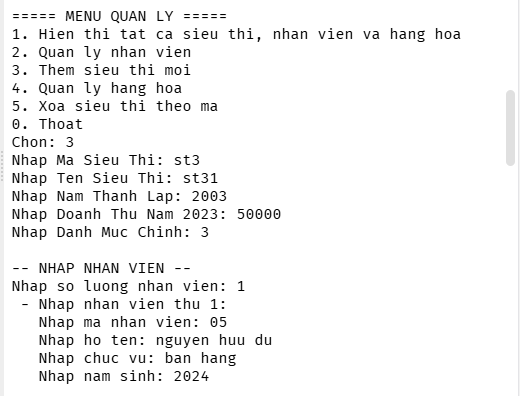 ===== MENU QUAN LY =====
1. Hien thi tat ca sieu thi, nhan vien va hang hoa
2. Quan ly nhan vien
3. Them sieu thi moi
4. Quan ly hang hoa
5. Xoa sieu thi theo ma
0. Thoat
Chon: 3
Nhap Ma Sieu Thi: st3
Nhap Ten Sieu Thi: st31
Nhap Nam Thanh Lap: 2003
Nhap Doanh Thu Nam 2023: 50000
Nhap Danh Muc Chinh: 3

-- NHAP NHAN VIEN --
Nhap so luong nhan vien: 1
 - Nhap nhan vien thu 1:
   Nhap ma nhan vien: 05
   Nhap ho ten: nguyen huu du
   Nhap chuc vu: ban hang
   Nhap nam sinh: 2024